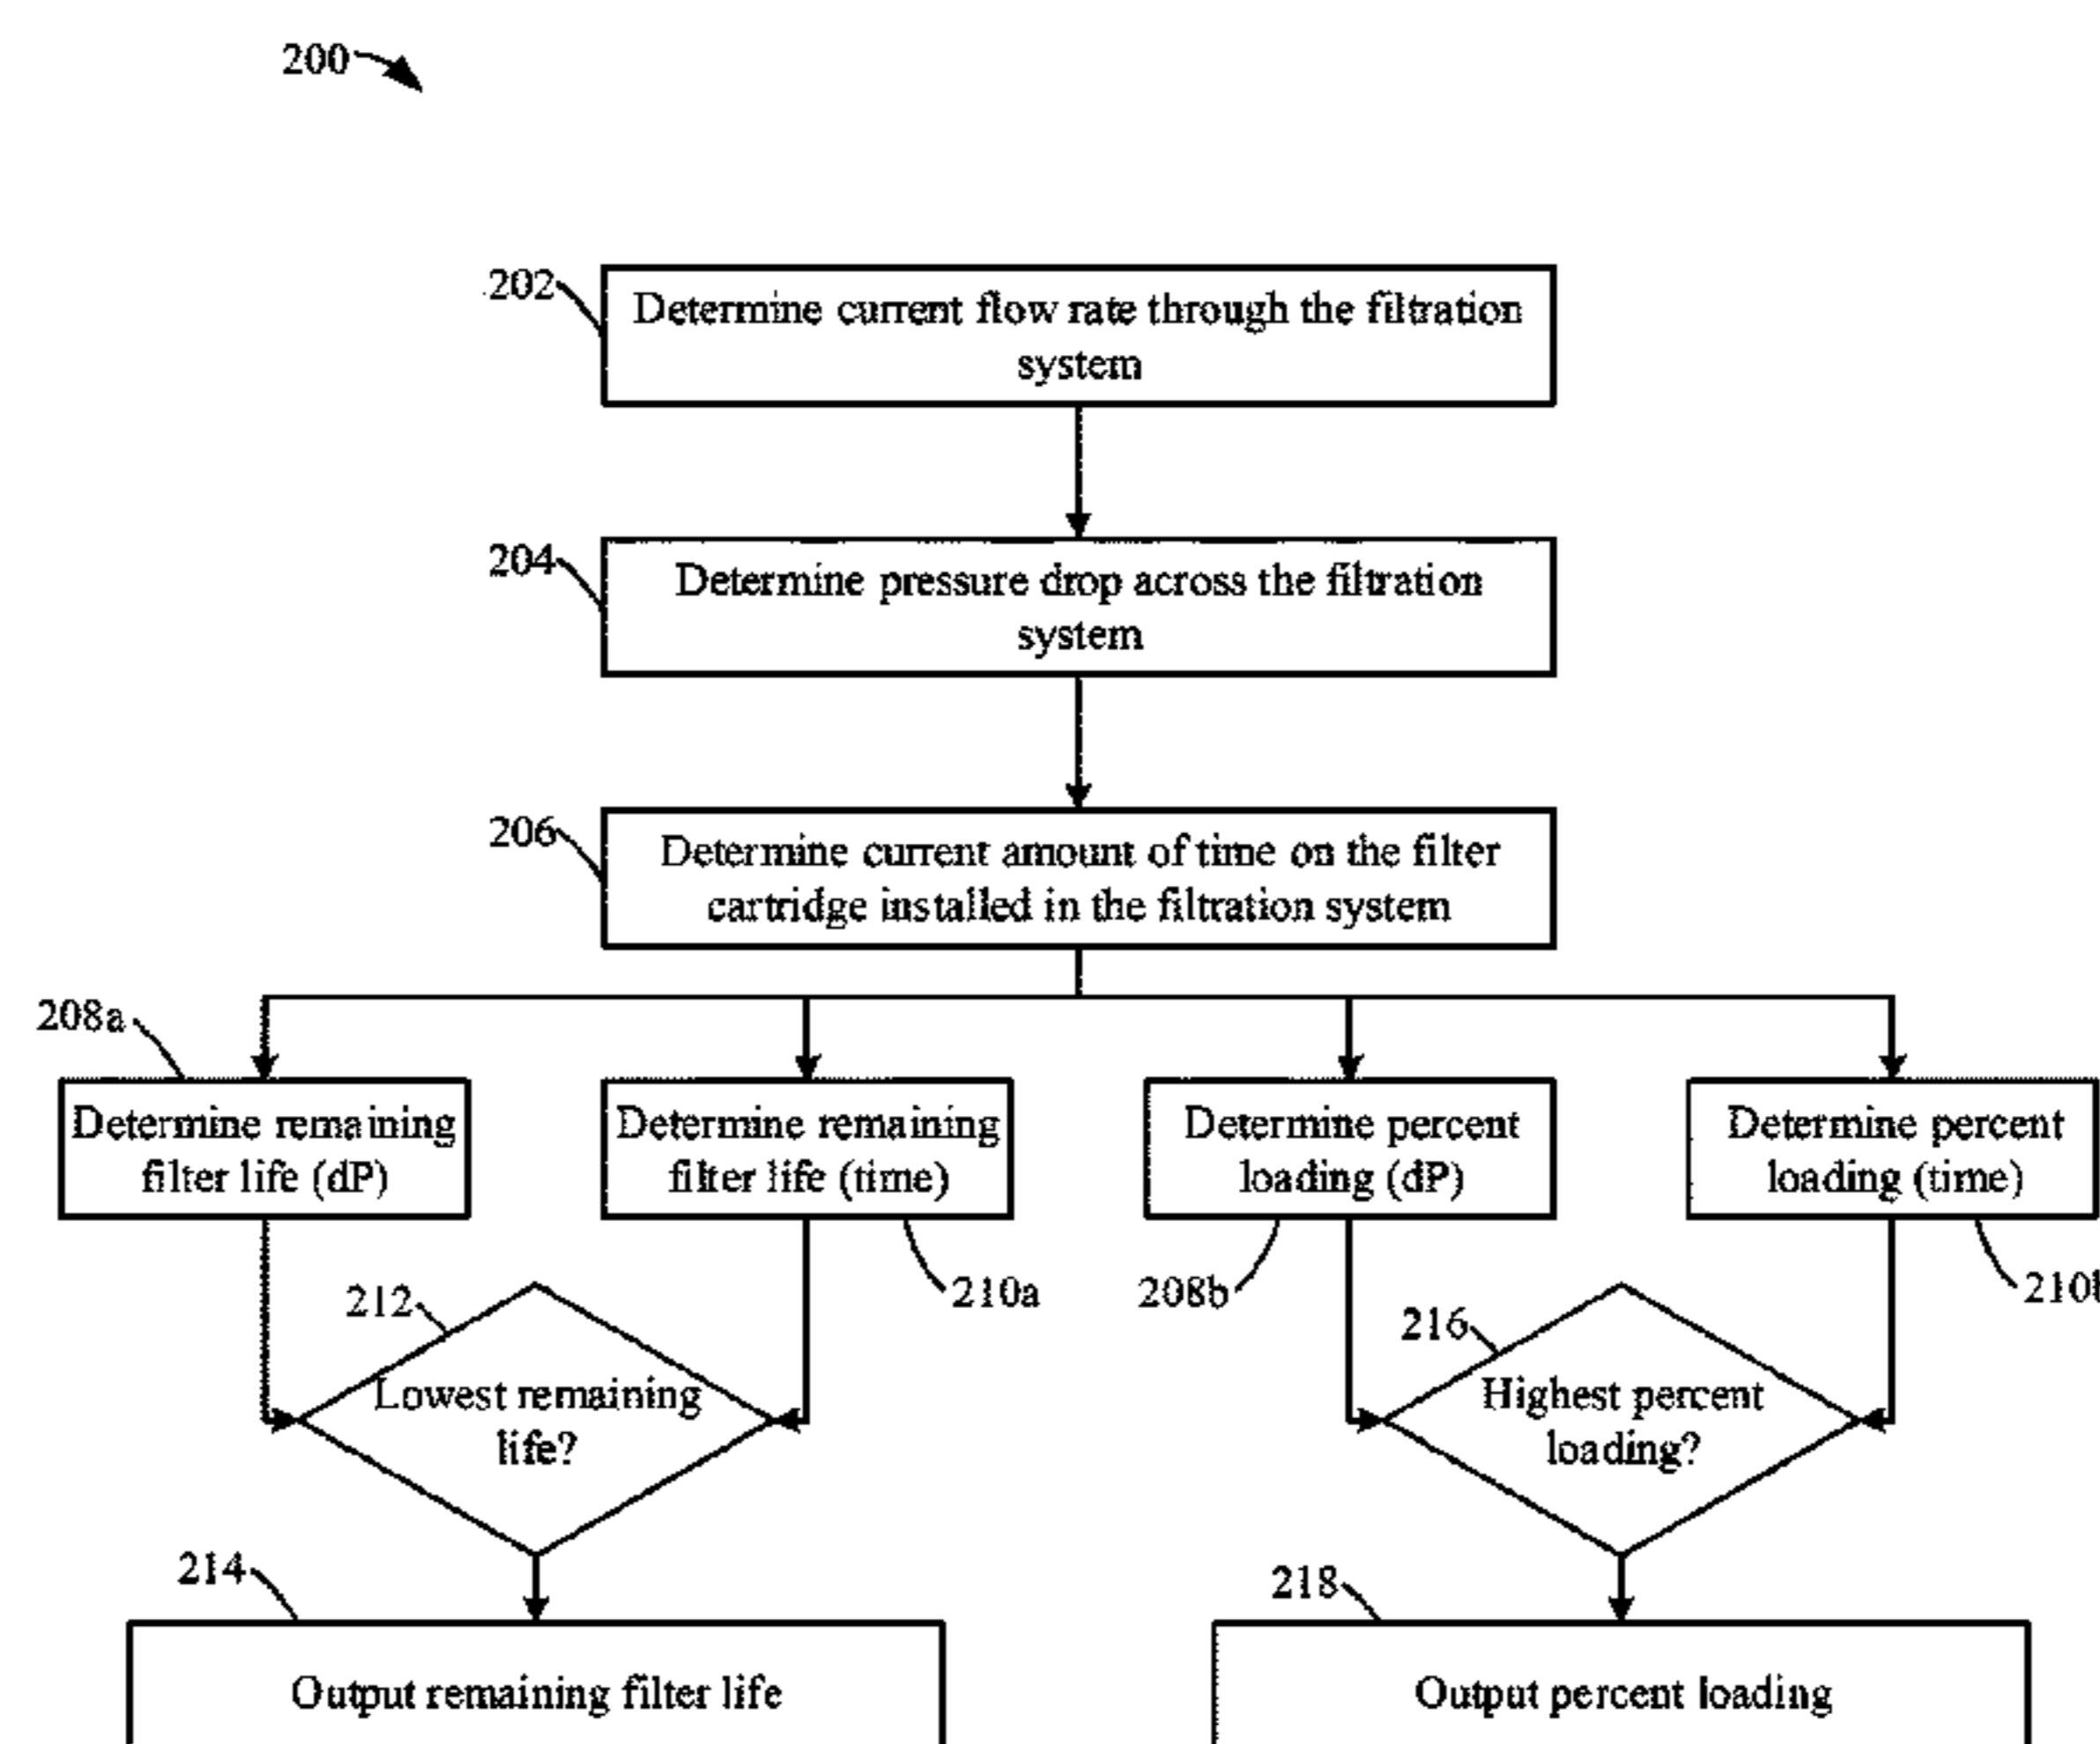 200
202
Determine current flow rate through the filtration
system
204
Determine pressure drop across the filtration
system
206
Determine current amount of time on the filter
cartridge installed in the filtration system
208a
Determine remaining
filter life (dP)
Determine remaining
filter life (time)
Determine percent
loading (dP)
Determine percent
loading (time)
210a
208b
212
216
Lowest remaining
life?
Highest percent
loading?
214
218
Output remaining filter life
Output percent loading